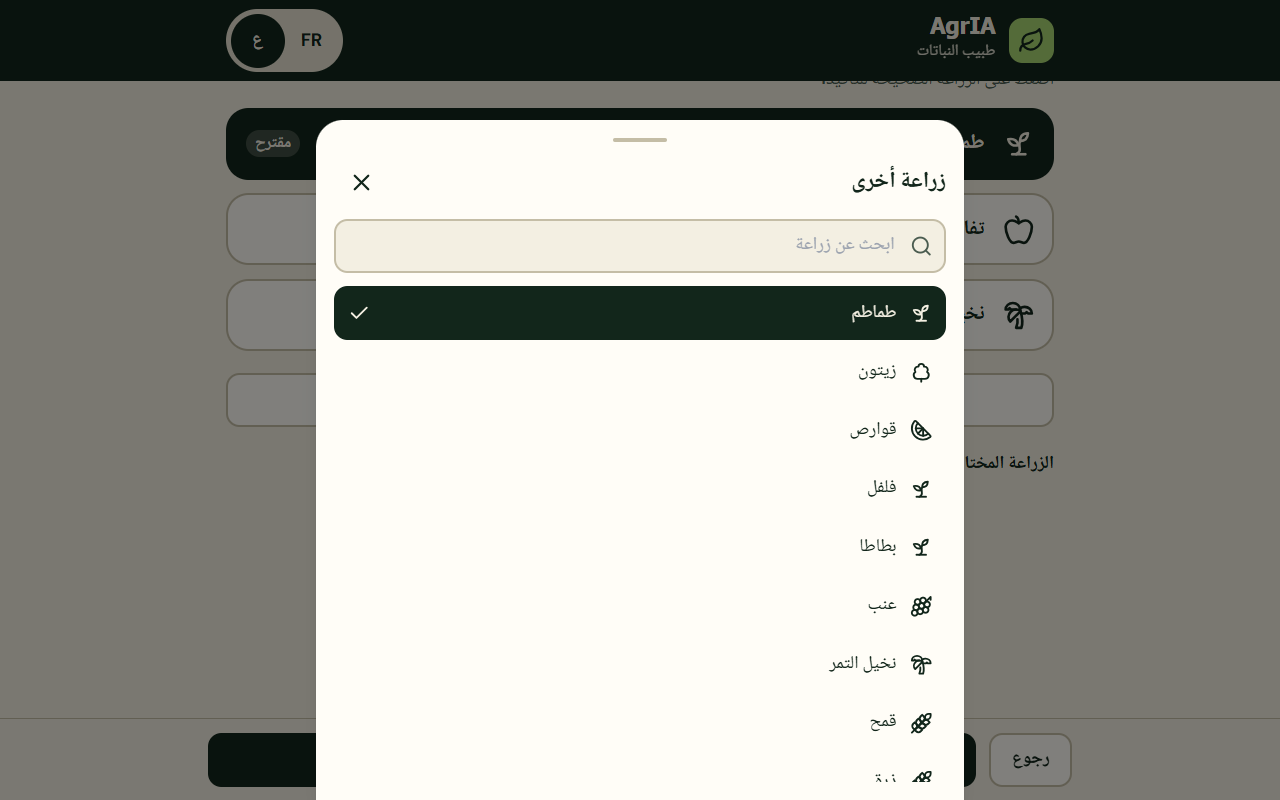 AgrIA
طبيب النباتات
FR
ع
مقترح
زراعة أخرى
ابحث عن زراعة
طماطم
زيتون
قوارص
فلفل
بطاطا
عنب
نخيل التمر
قمح
رجوع